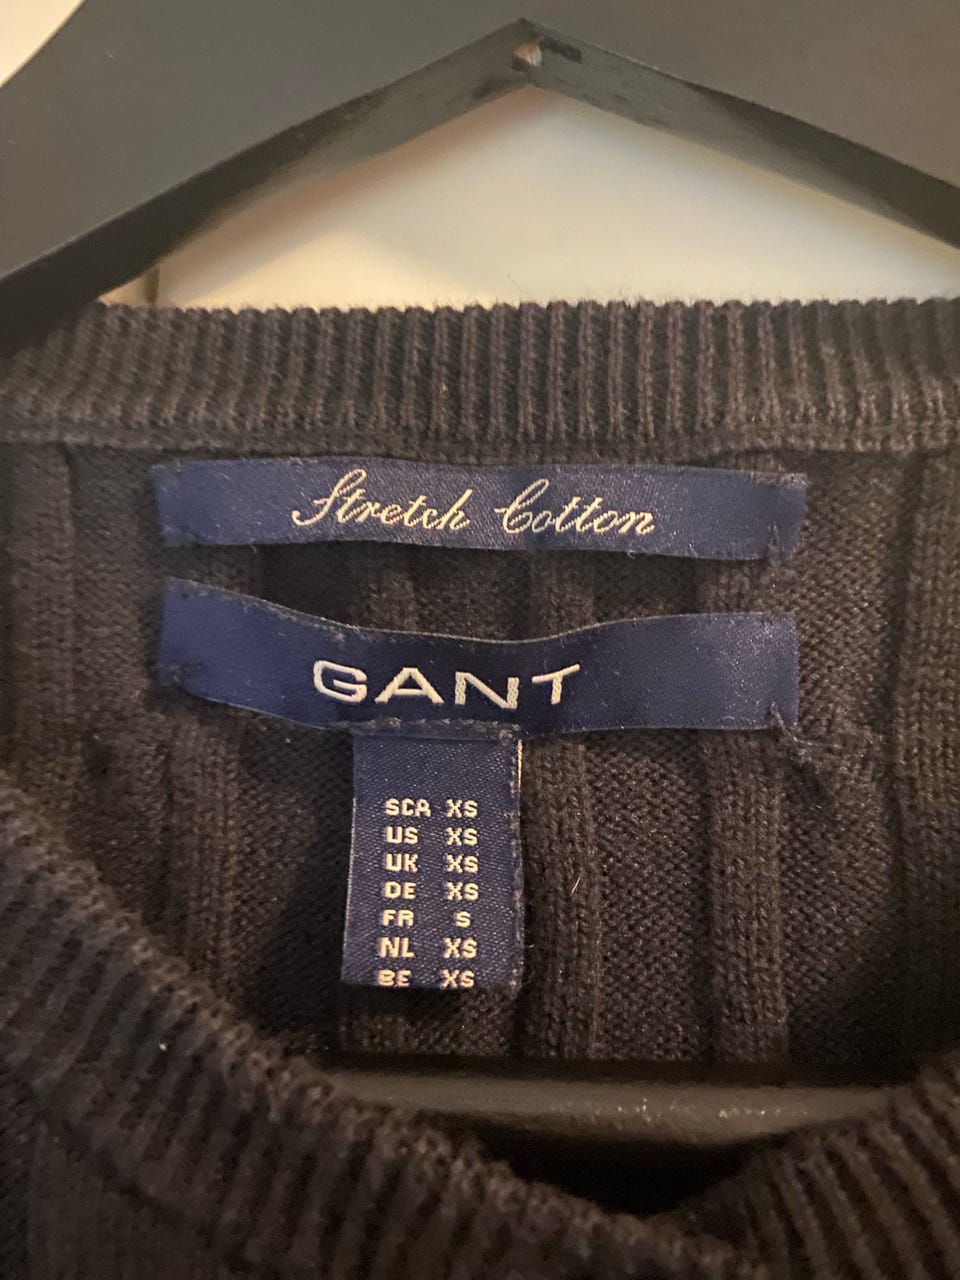 Stretch Cotton
GANT
SCA XS
US XS
UK XS
DE XS
FR S
NL XS
BE XS